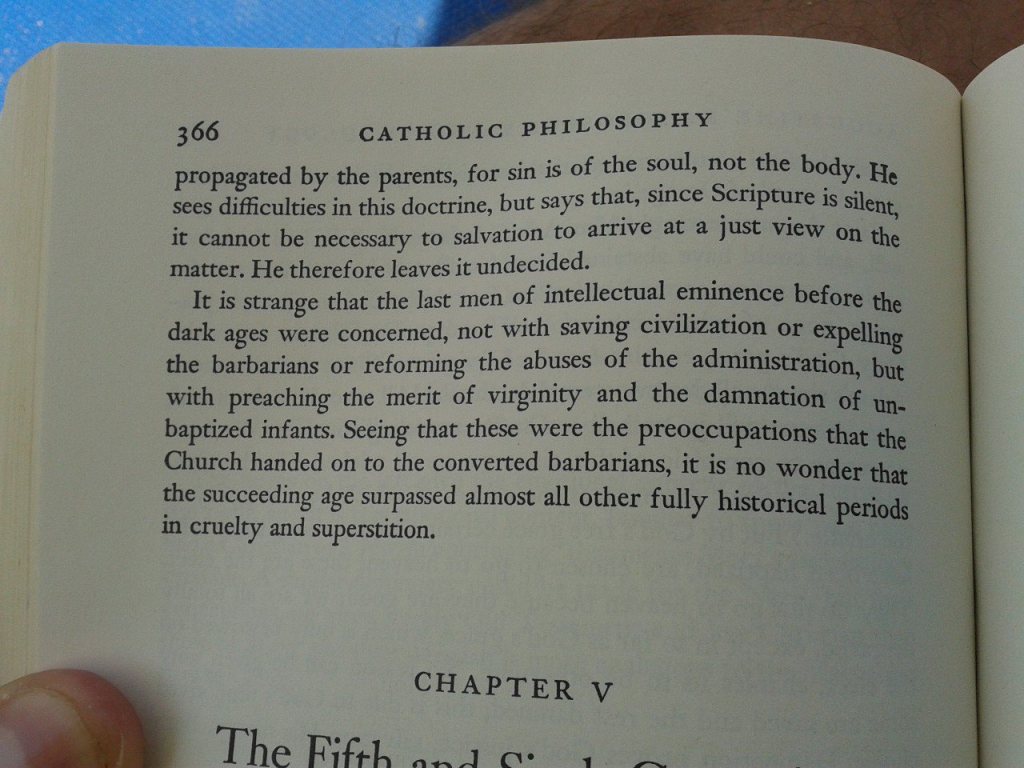 366 CATHOLIC PHILOSOPHY
propagated by the parents, for sin is of the soul, not the body. He
sees difficulties in this doctrine, but says that, since Scripture is silent,
it cannot be necessary to salvation to arrive at a just view on the
matter. He therefore leaves it undecided.
It is strange that the last men of intellectual eminence before the
dark ages were concerned, not with saving civilization or expelling
the barbarians or reforming the abuses of the administration, but
with preaching the merit of virginity and the damnation of un-
baptized infants. Seeing that these were the preoccupations that the
Church handed on to the converted barbarians, it is no wonder that
the succeeding age surpassed almost all other fully historical periods
in cruelty and superstition.
CHAPTER V
The Fifth and